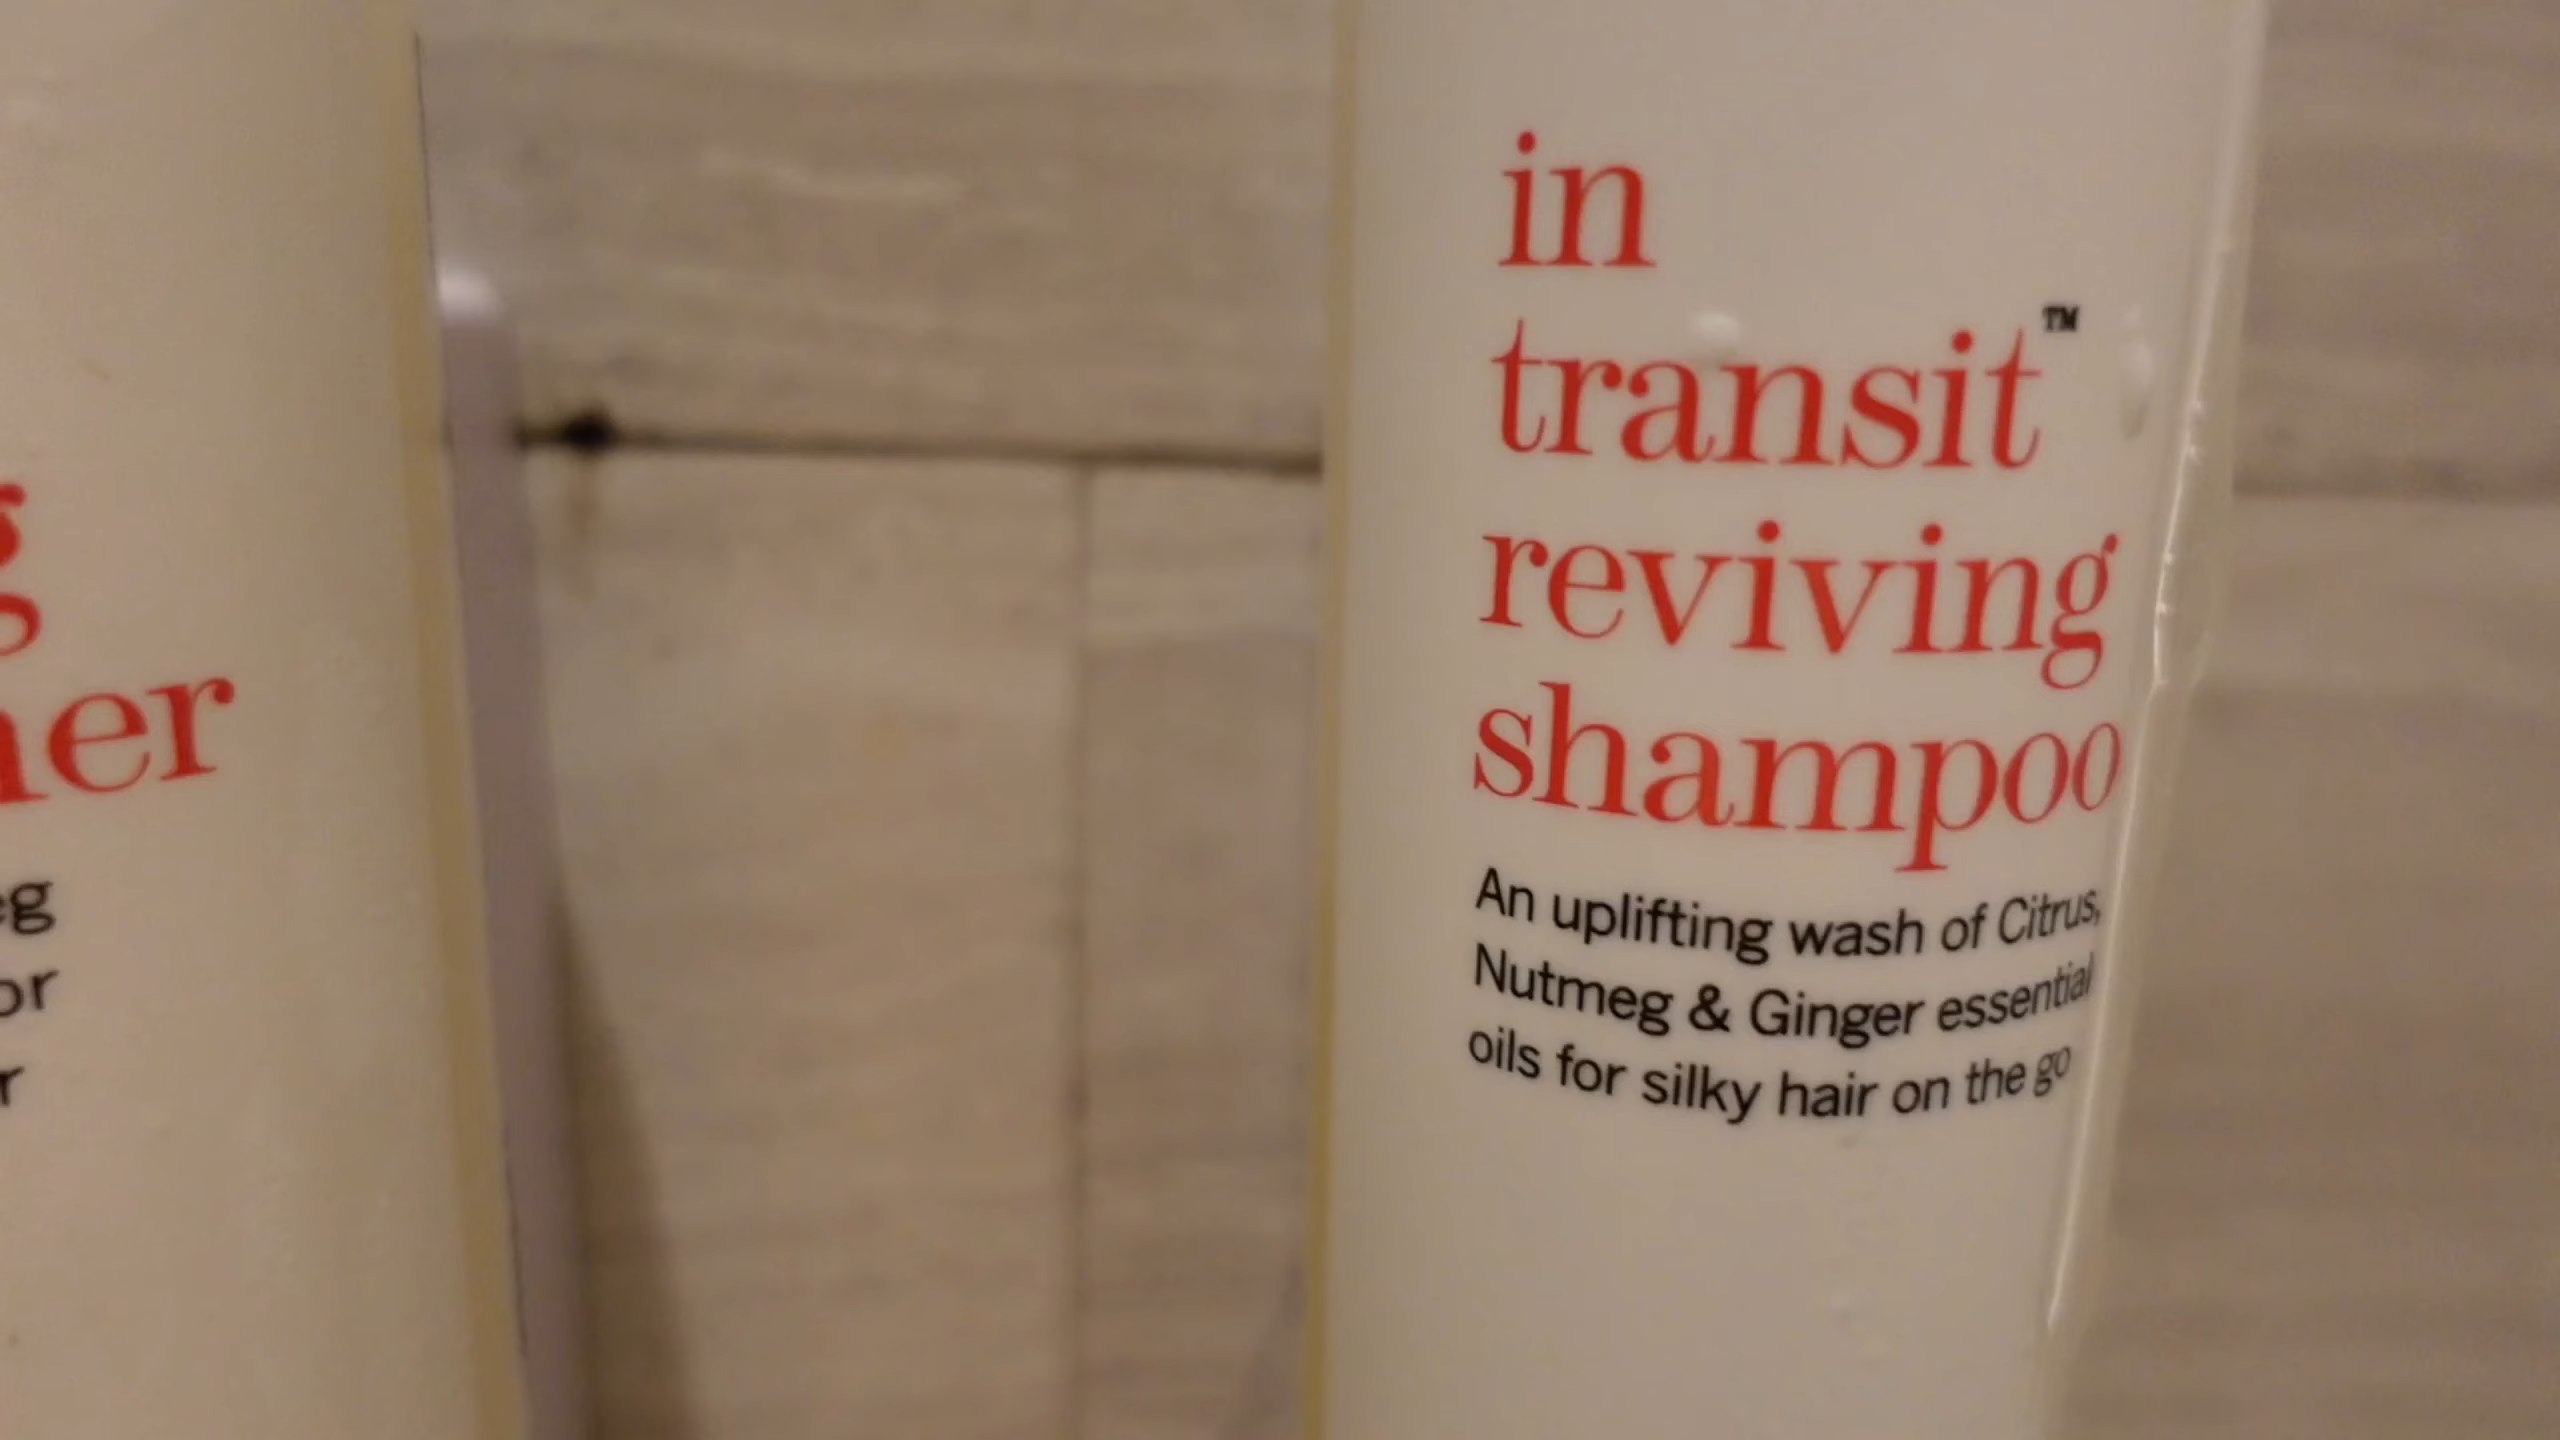 in
transit™
reviving
shampoo
An uplifting wash of Citrus,
Nutmeg & Ginger essential
oils for silky hair on the go